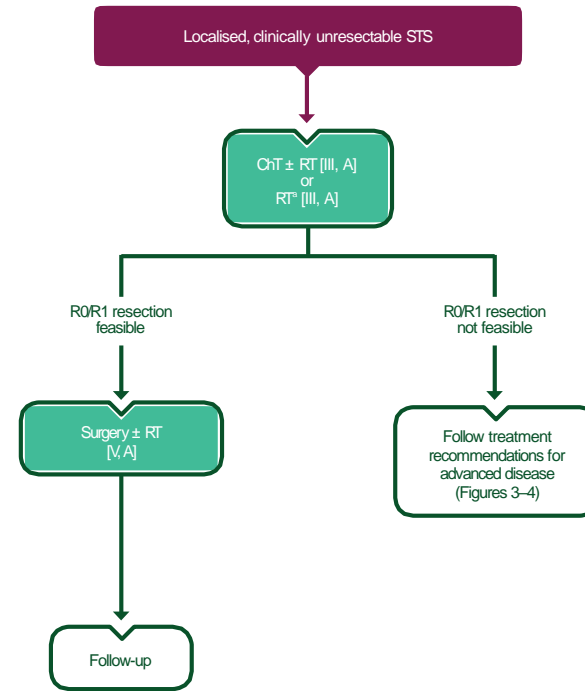 Localised, clinically unresectable STS
ChT ± RT [III, A]
or
RTᵃ [III, A]
R0/R1 resection
feasible
R0/R1 resection
not feasible
Surgery ± RT
[V, A]
Follow treatment
recommendations for
advanced disease
(Figures 3–4)
Follow-up